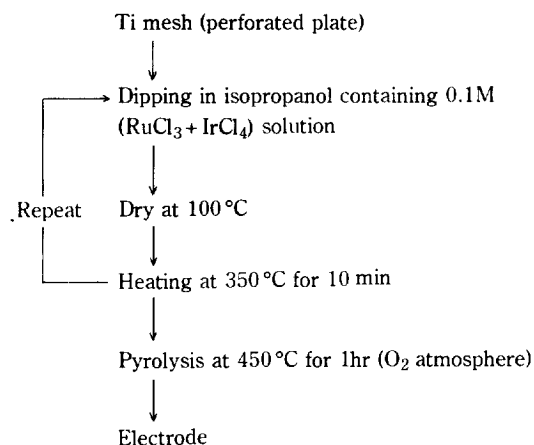 Ti mesh (perforated plate)
Dipping in isopropanol containing 0.1M
(RuCl₃+IrCl₄) solution
Repeat
Dry at 100°C
Heating at 350°C for 10 min
Pyrolysis at 450°C for 1hr (O₂ atmosphere)
Electrode